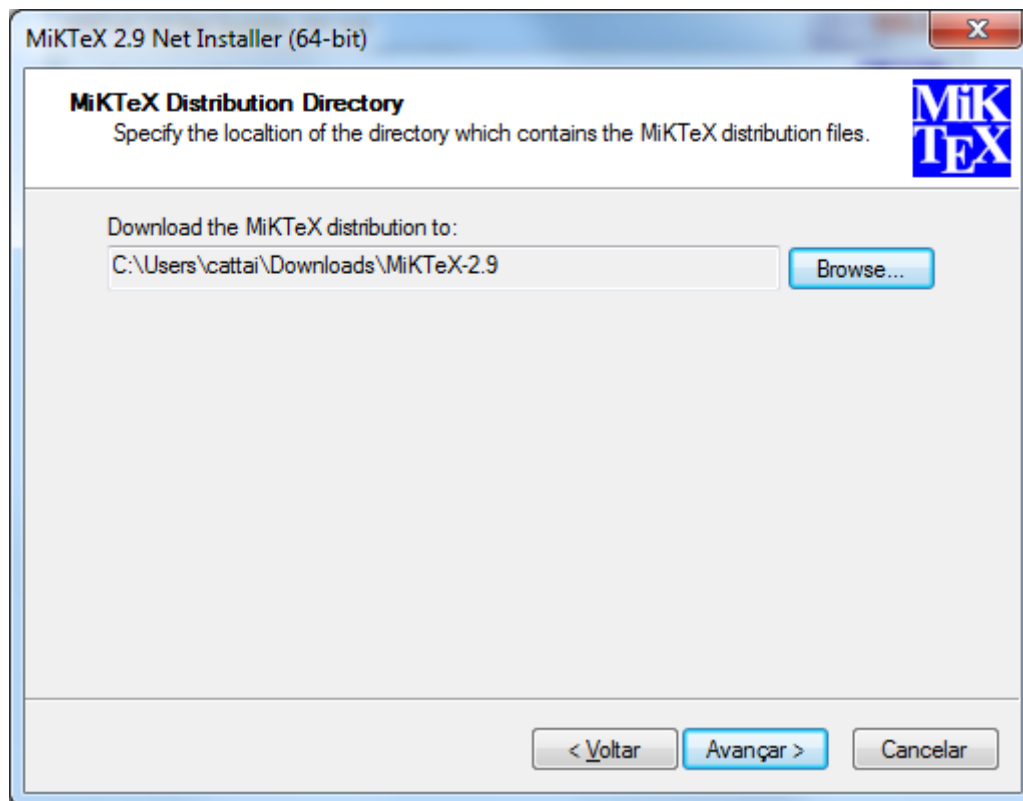 MiKTeX 2.9 Net Installer (64-bit)
MiKTeX Distribution Directory
Specify the localtion of the directory which contains the MiKTeX distribution files.
MiK
TEX
Download the MiKTeX distribution to:
C:\Users\cattai\Downloads\MiKTeX-2.9
Browse...
< Voltar
Avançar >
Cancelar